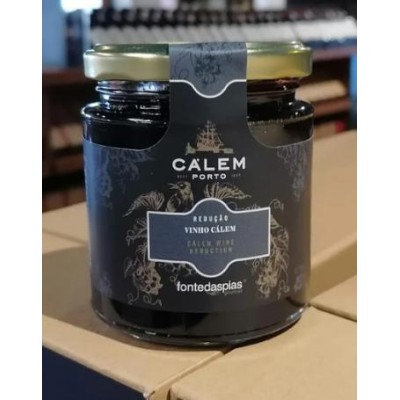 CÁLEM
PORTO
REDUÇÃO
VINHO CÁLEM
CÁLEM WINE
REDUCTION
fontedaspias